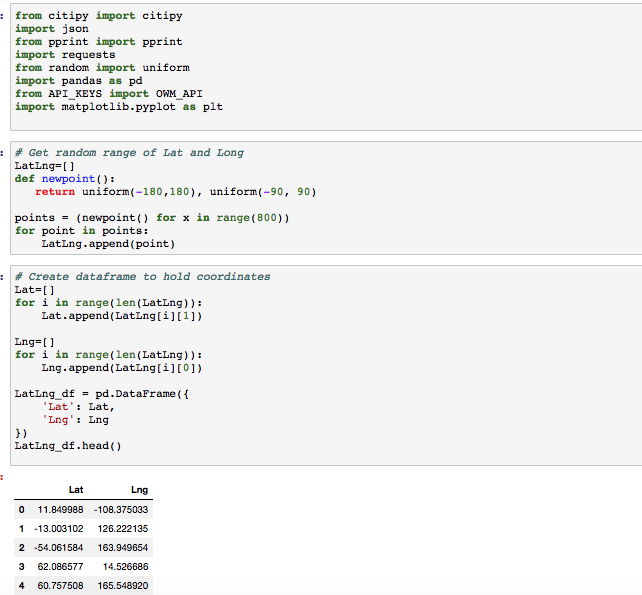 : from citipy import citipy
import json
from pprint import pprint
import requests
from random import uniform
import pandas as pd
from API_KEYS import OWM_API
import matplotlib.pyplot as plt
: # Get random range of Lat and Long
LatLng=[]
def newpoint():
   return uniform(-180,180), uniform(-90, 90)
points = (newpoint() for x in range(800))
for point in points:
    LatLng.append(point)
: # Create dataframe to hold coordinates
Lat=[]
for i in range(len(LatLng)):
    Lat.append(LatLng[i][1])
Lng=[]
for i in range(len(LatLng)):
    Lng.append(LatLng[i][0])
LatLng_df = pd.DataFrame({
    'Lat': Lat,
    'Lng': Lng
})
LatLng_df.head()
:
Lat Lng
0 11.849988 -108.375033
1 -13.003102 126.222135
2 -54.061584 163.949654
3 62.086577 14.526686
4 60.757508 165.548920